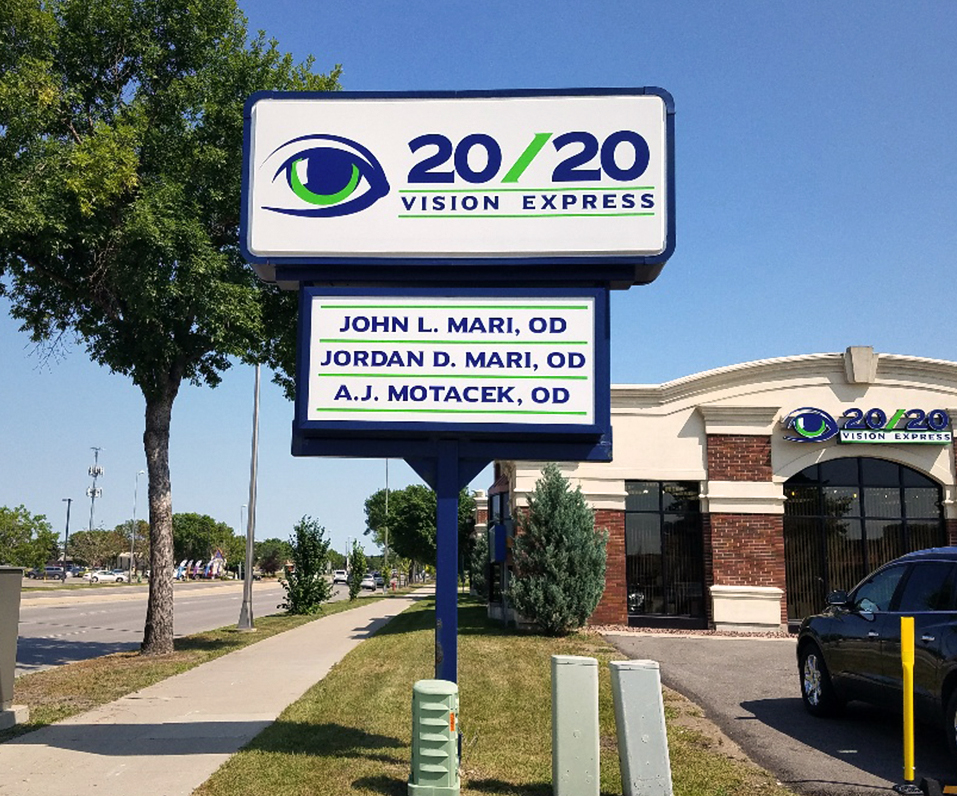 20/20
VISION EXPRESS
JOHN L. MARI, OD
JORDAN D. MARI, OD
A.J. MOTACEK, OD
20/20
VISION EXPRESS